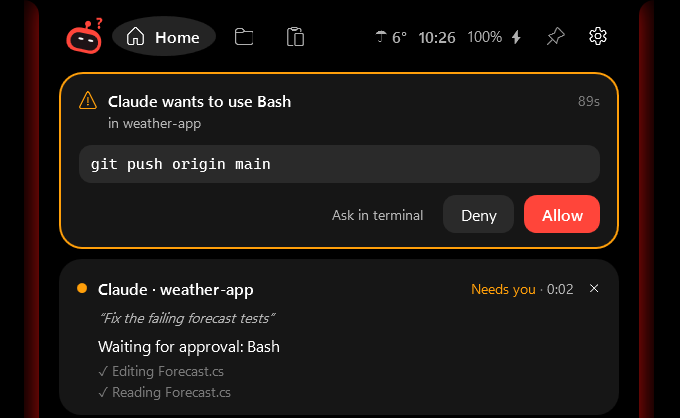 ?
Home
6° 10:26 100%
Claude wants to use Bash 89s
in weather-app
git push origin main
Ask in terminal Deny Allow
Claude · weather-app Needs you · 0:02 ×
“Fix the failing forecast tests”
Waiting for approval: Bash
✓ Editing Forecast.cs
✓ Reading Forecast.cs